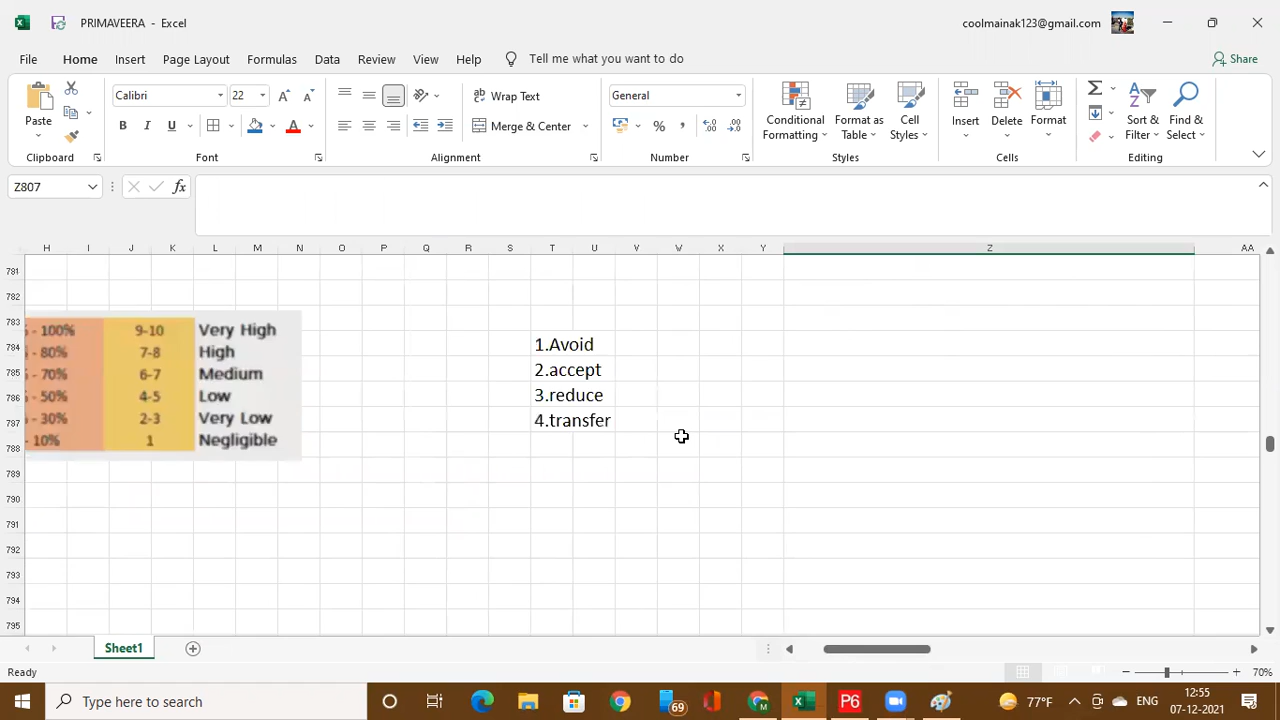 PRIMAVEERA - Excel
coolmainak123@gmail.com
File Home Insert Page Layout Formulas Data Review View Help Tell me what you want to do Share
Paste
Calibri 22
B I U A
Wrap Text
Merge & Center
General
% ,
Conditional Formatting
Format as Table
Cell Styles
Insert Delete Format
Sort & Filter
Find & Select
Clipboard Font Alignment Number Styles Cells Editing
Z807 fx
H I J K L M N O P Q R S T U V W X Y Z AA
781
782
783
784
785
786
787
788
789
790
791
792
793
794
795
- 100% 9-10 Very High
- 80% 7-8 High
- 70% 6-7 Medium
- 50% 4-5 Low
- 30% 2-3 Very Low
- 10% 1 Negligible
1.Avoid
2.accept
3.reduce
4.transfer
Sheet1
Ready 70%
Type here to search
69
P6
77°F
ENG
12:55
07-12-2021